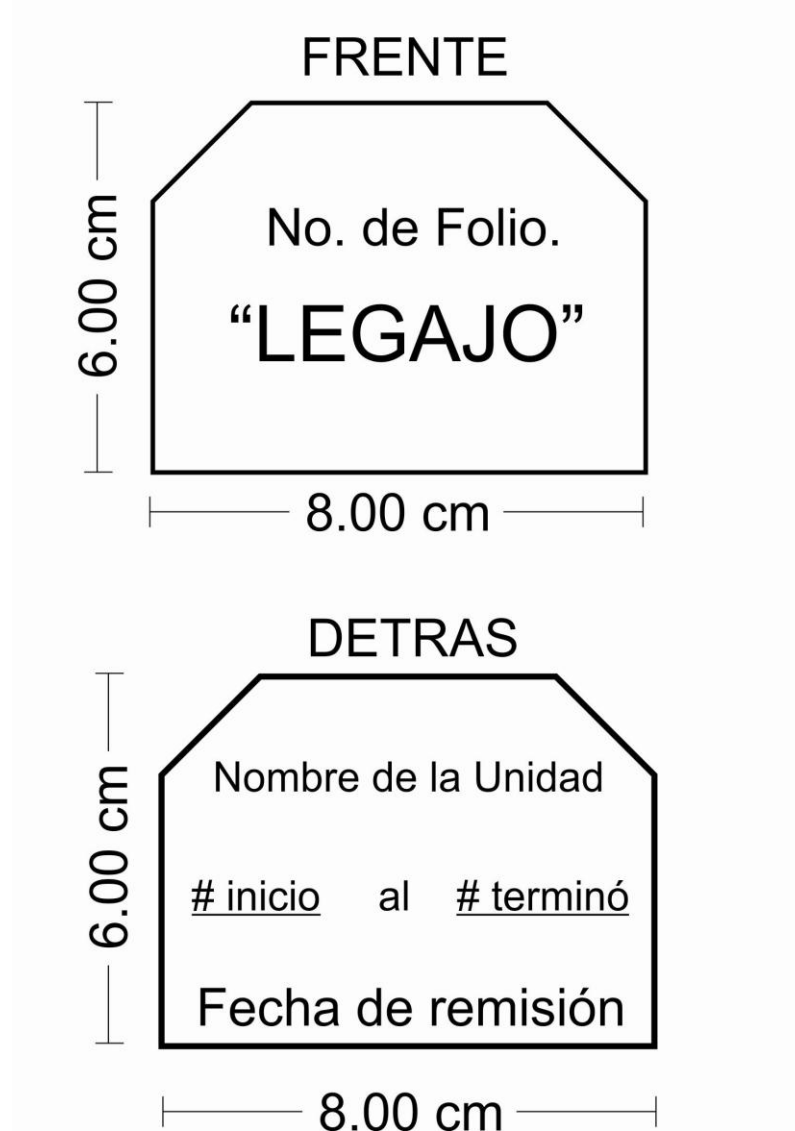 FRENTE
6.00 cm
No. de Folio.
“LEGAJO”
8.00 cm
DETRAS
6.00 cm
Nombre de la Unidad
# inicio al # terminó
Fecha de remisión
8.00 cm